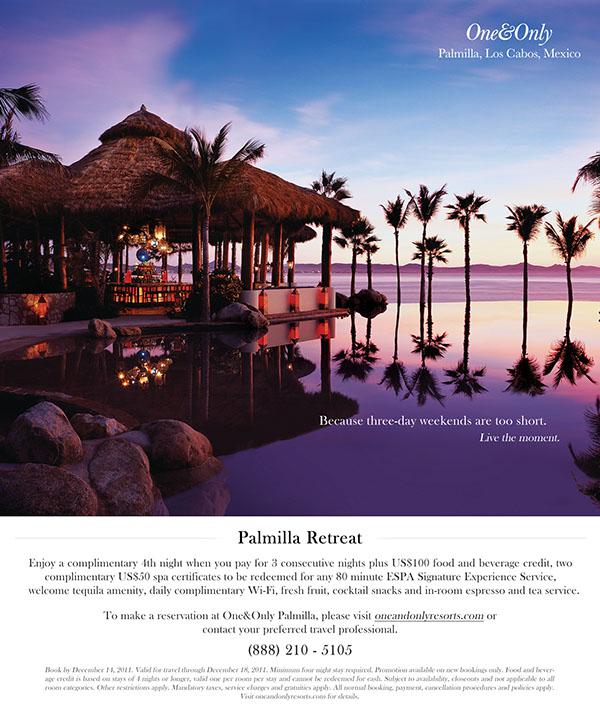 One&Only
Palmilla, Los Cabos, Mexico
Because three-day weekends are too short.
Live the moment.
Palmilla Retreat
Enjoy a complimentary 4th night when you pay for 3 consecutive nights plus US$100 food and beverage credit, two
complimentary US$50 spa certificates to be redeemed for any 80 minute ESPA Signature Experience Service,
welcome tequila amenity, daily complimentary Wi-Fi, fresh fruit, cocktail snacks and in-room espresso and tea service.
To make a reservation at One&Only Palmilla, please visit oneandonlyresorts.com or
contact your preferred travel professional.
(888) 210 - 5105
Book by December 14, 2011. Valid for travel through December 18, 2011. Minimum four night stay required. Promotion available on new bookings only. Food and bever-
age credit is based on stays of 4 nights or longer, valid one per room per stay and cannot be redeemed for cash. Subject to availability, closeouts and not applicable to all
room categories. Other restrictions apply. Mandatory taxes, service charges and gratuities apply. All normal booking, payment, cancellation procedures and policies apply.
Visit oneandonlyresorts.com for details.